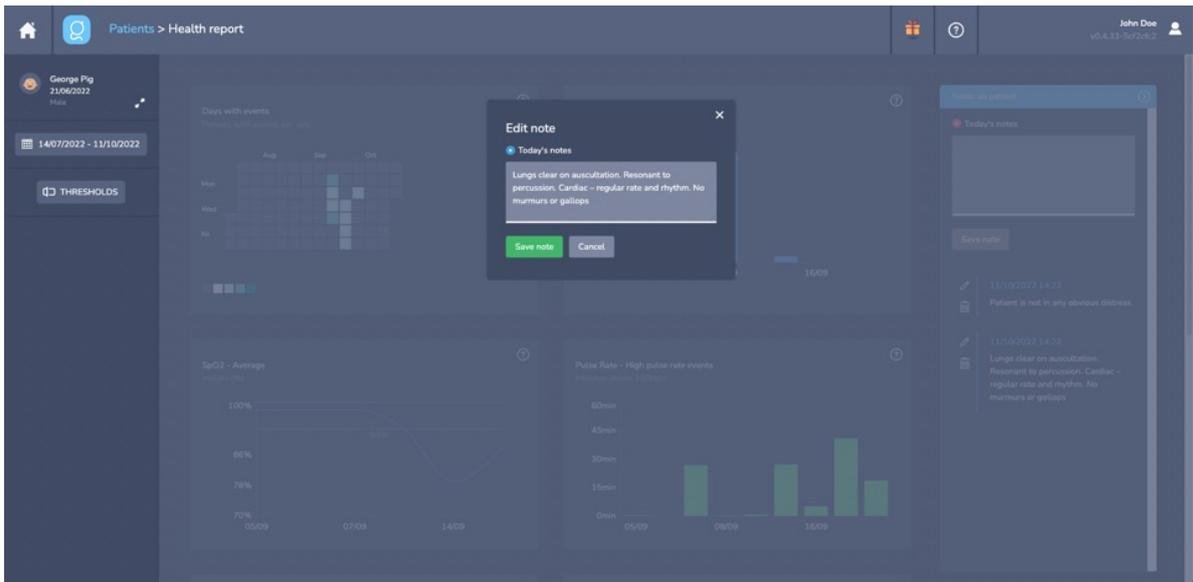 Patients > Health report
John Doe
George Pig
21/06/2022
Male
14/07/2022 - 11/10/2022
THRESHOLDS
Days with events
Aug Sep Oct
Mon
Wed
Edit note
Today's notes
Lungs clear on auscultation. Resonant to
percussion. Cardiac – regular rate and rhythm. No
murmurs or gallops
Save note Cancel
16/09
SpO2 - Average
100%
86%
78%
70%
05/09 07/09 14/09
Pulse Rate - High pulse rate events
60min
45min
30min
15min
0min
05/09 08/09 16/09
Notes on patient
Today's notes
Save note
11/10/2022 14:23
Patient is not in any obvious distress.
11/10/2022 14:22
Lungs clear on auscultation.
Resonant to percussion. Cardiac –
regular rate and rhythm. No
murmurs or gallops